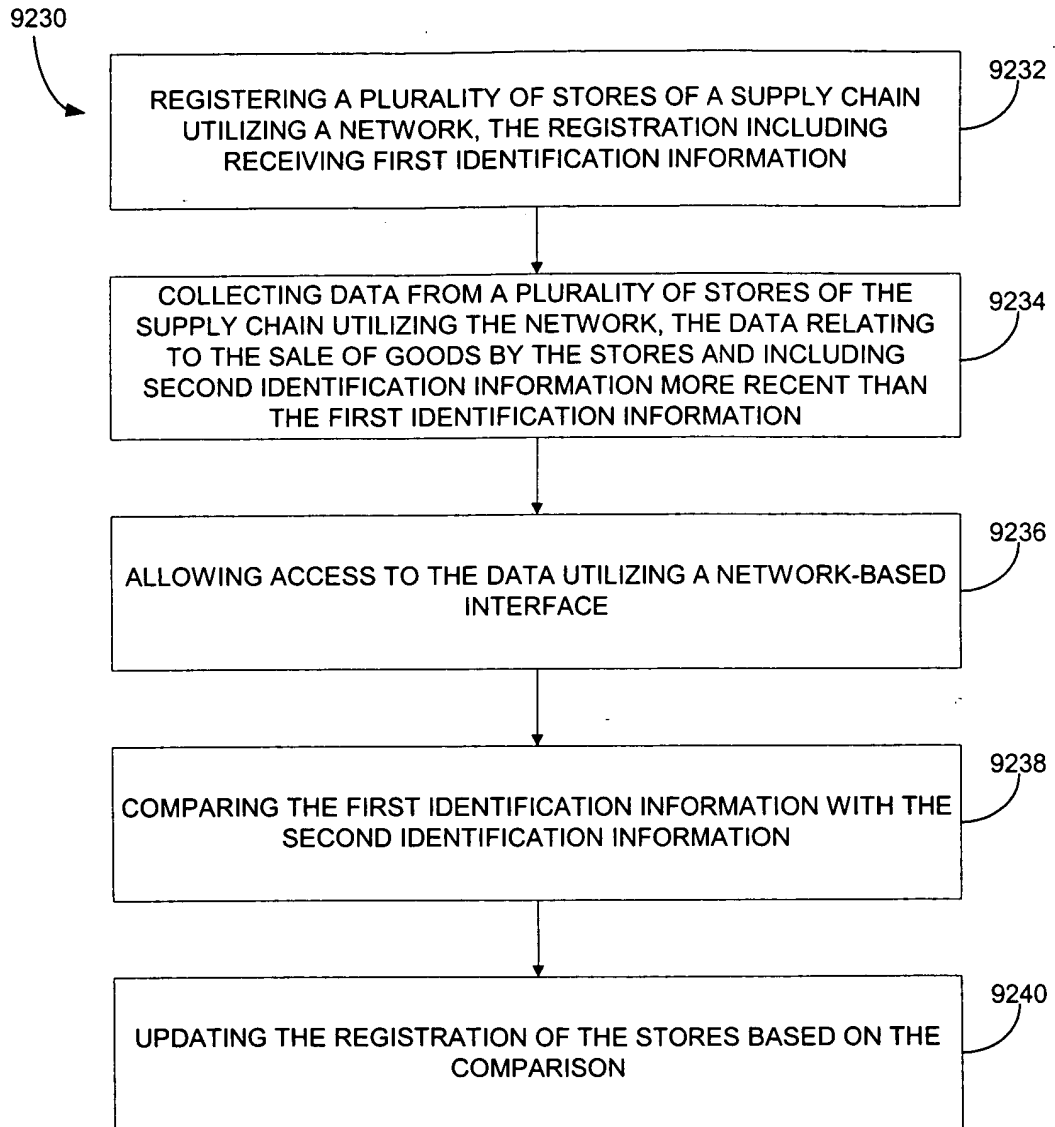 9230
9232
REGISTERING A PLURALITY OF STORES OF A SUPPLY CHAIN
UTILIZING A NETWORK, THE REGISTRATION INCLUDING
RECEIVING FIRST IDENTIFICATION INFORMATION
9234
COLLECTING DATA FROM A PLURALITY OF STORES OF THE
SUPPLY CHAIN UTILIZING THE NETWORK, THE DATA RELATING
TO THE SALE OF GOODS BY THE STORES AND INCLUDING
SECOND IDENTIFICATION INFORMATION MORE RECENT THAN
THE FIRST IDENTIFICATION INFORMATION
9236
ALLOWING ACCESS TO THE DATA UTILIZING A NETWORK-BASED
INTERFACE
9238
COMPARING THE FIRST IDENTIFICATION INFORMATION WITH THE
SECOND IDENTIFICATION INFORMATION
9240
UPDATING THE REGISTRATION OF THE STORES BASED ON THE
COMPARISON